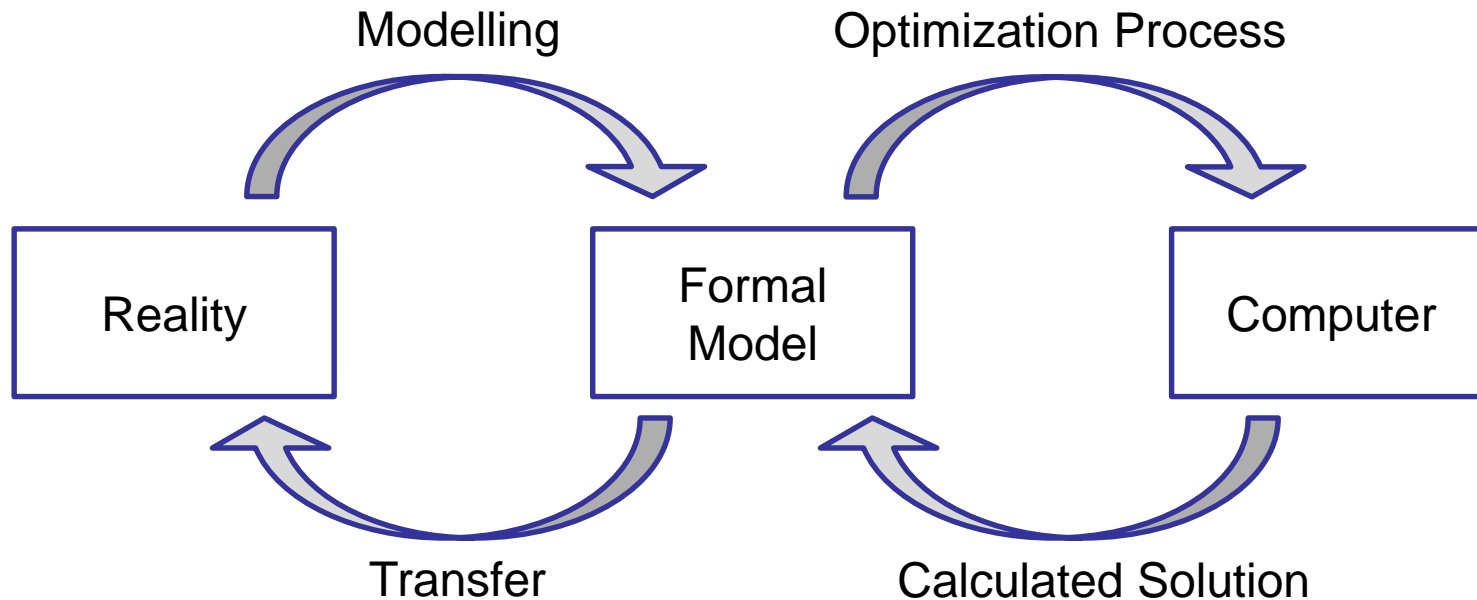 Modelling
Optimization Process
Reality
Formal
Model
Computer
Transfer
Calculated Solution